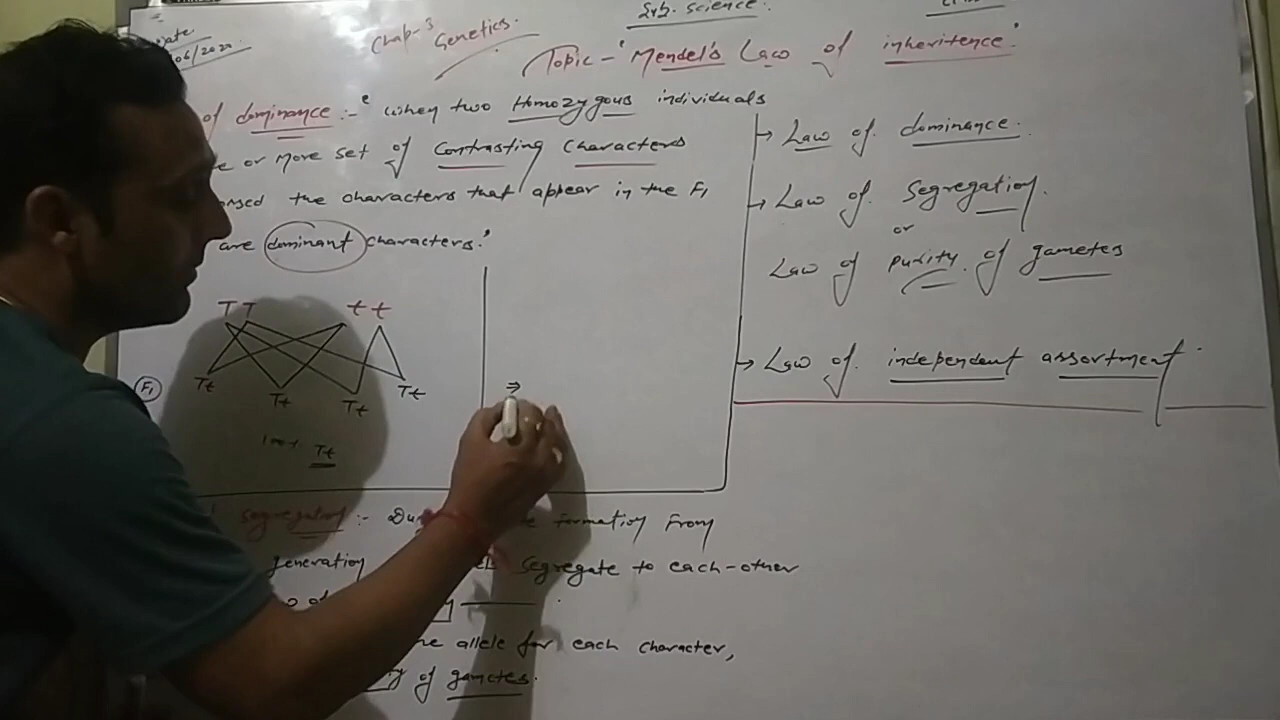 Sub. science.
06/2020
Chap-3 Genetics.
Topic - 'Mendel's Law of inheritence'
of dominance :- "when two Homozygous individuals
or more set of Contrasting Characters
the characters that appear in the F1
are dominant characters."
TT tt
F1
Tt Tt Tt Tt
Tt
⇒
→ Law of dominance.
→ Law of Segregation.
or
Law of purity of gametes
→ Law of independent assortment.
Segregation :- formation From
generation segregate to each-other
allele for each character,
of gametes.